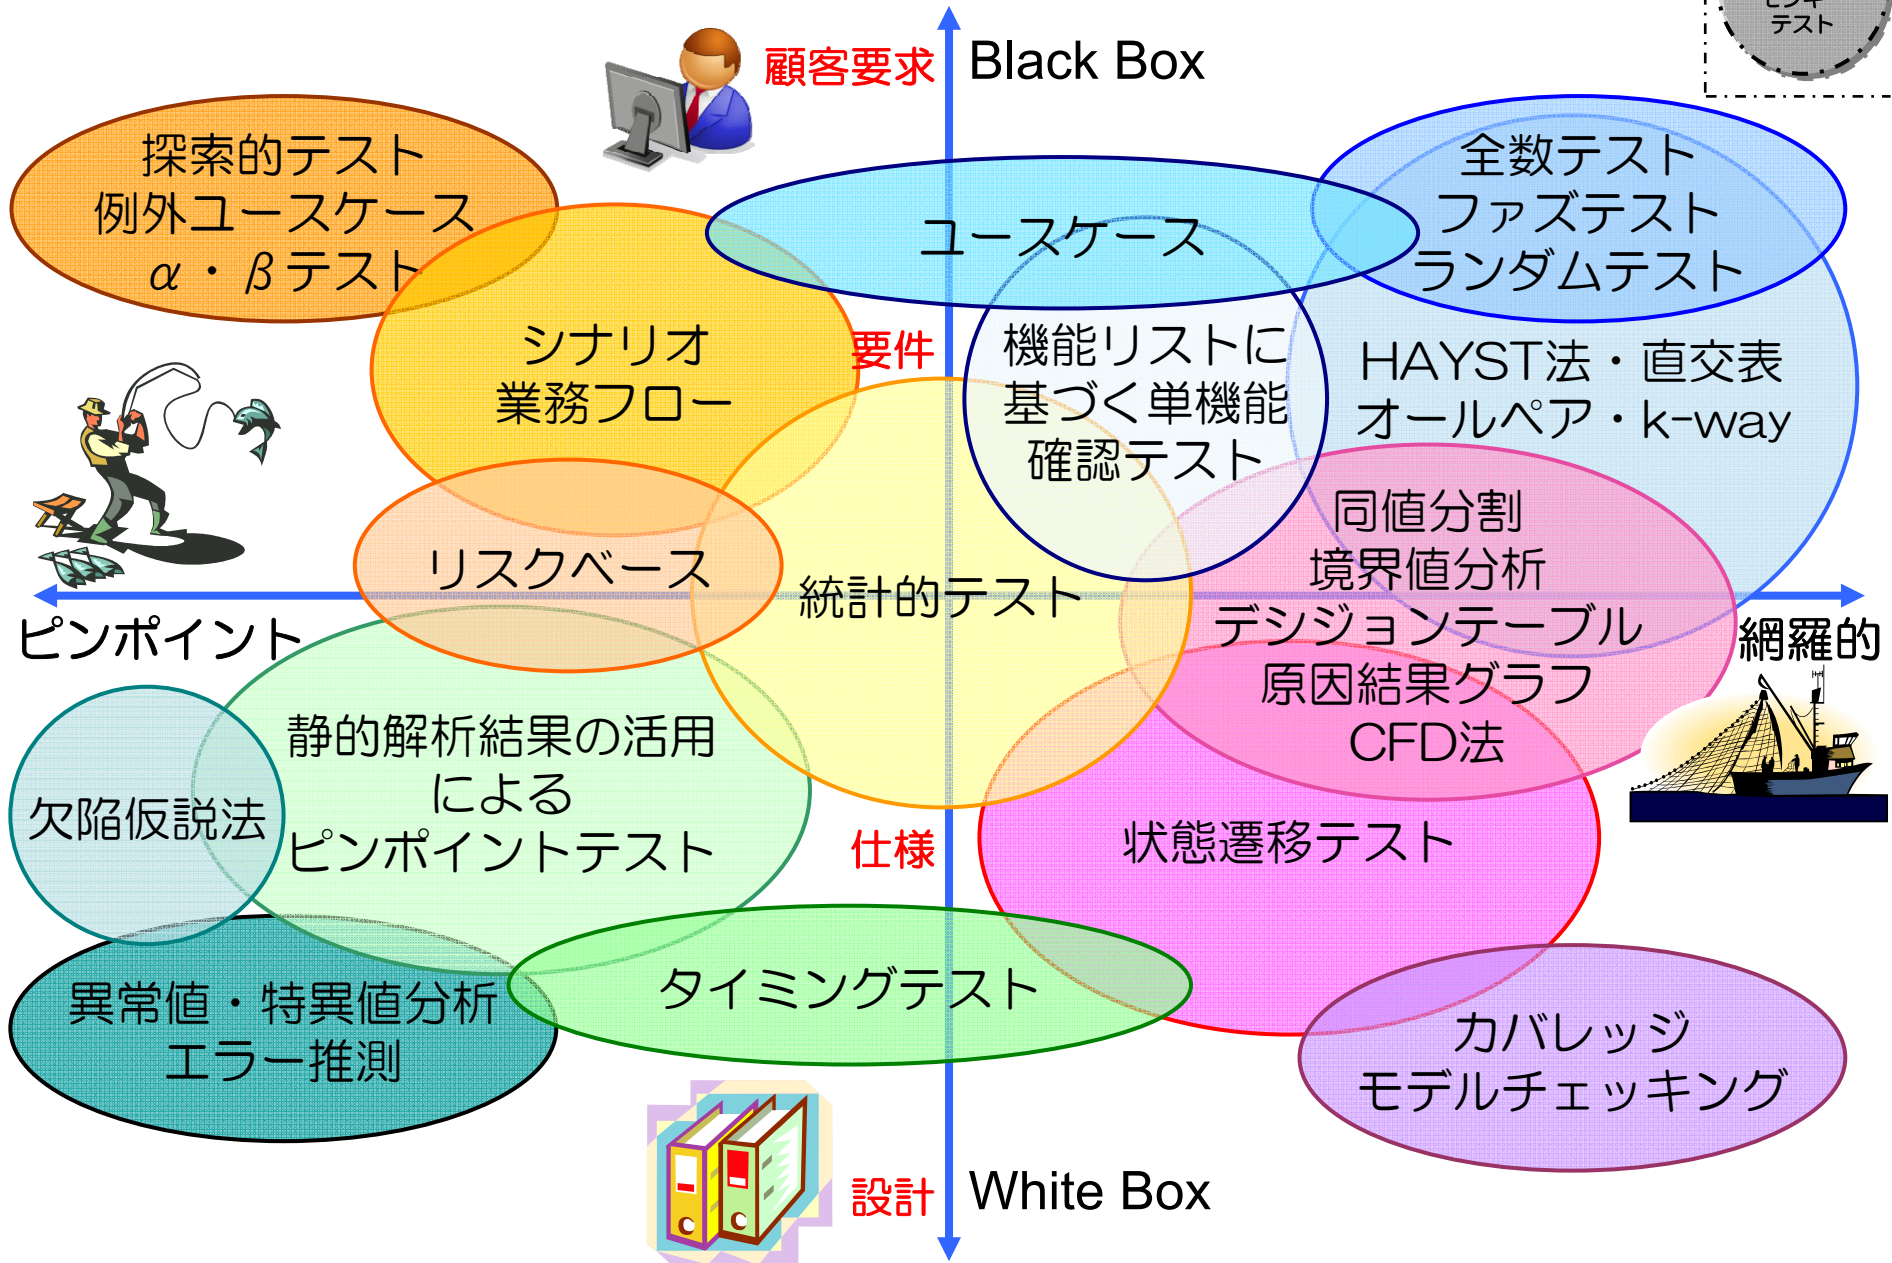 テスト
顧客要求
Black Box
探索的テスト
例外ユースケース
α・βテスト
ユースケース
全数テスト
ファズテスト
ランダムテスト
シナリオ
業務フロー
要件
機能リストに
基づく単機能
確認テスト
HAYST法・直交表
オールペア・k-way
リスクベース
統計的テスト
同値分割
境界値分析
デシジョンテーブル
原因結果グラフ
CFD法
ピンポイント
網羅的
欠陥仮説法
静的解析結果の活用
による
ピンポイントテスト
仕様
状態遷移テスト
異常値・特異値分析
エラー推測
タイミングテスト
カバレッジ
モデルチェッキング
設計
White Box